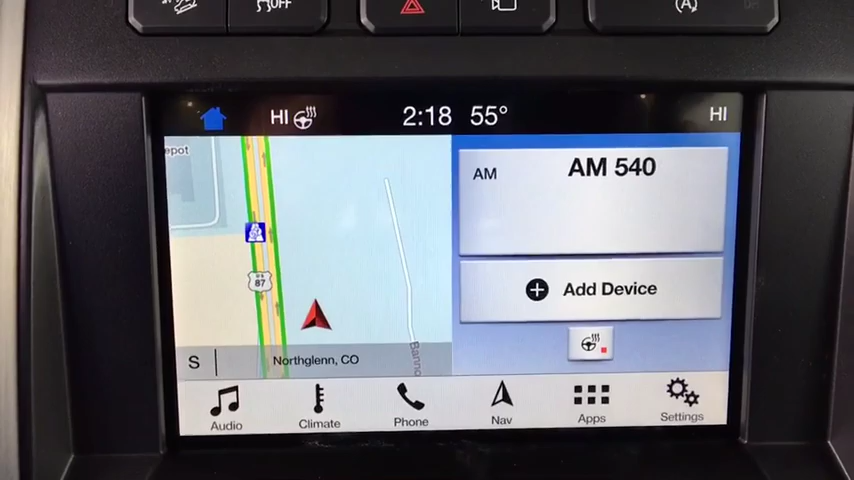 OFF
HI
2:18
55°
HI
epot
87
S
Northglenn, CO
Banno
AM
AM 540
Add Device
Audio
Climate
Phone
Nav
Apps
Settings